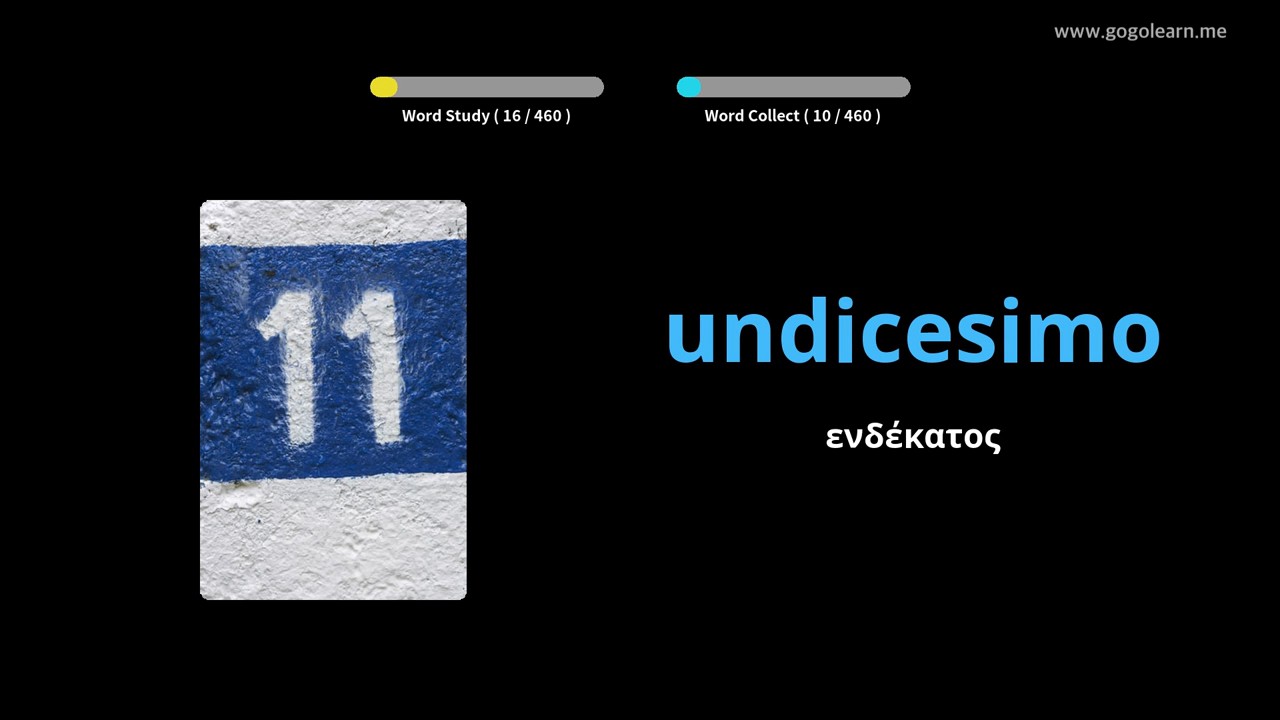 www.gogolearn.me
Word Study ( 16 / 460 )
Word Collect ( 10 / 460 )
11
undicesimo
ενδέκατος